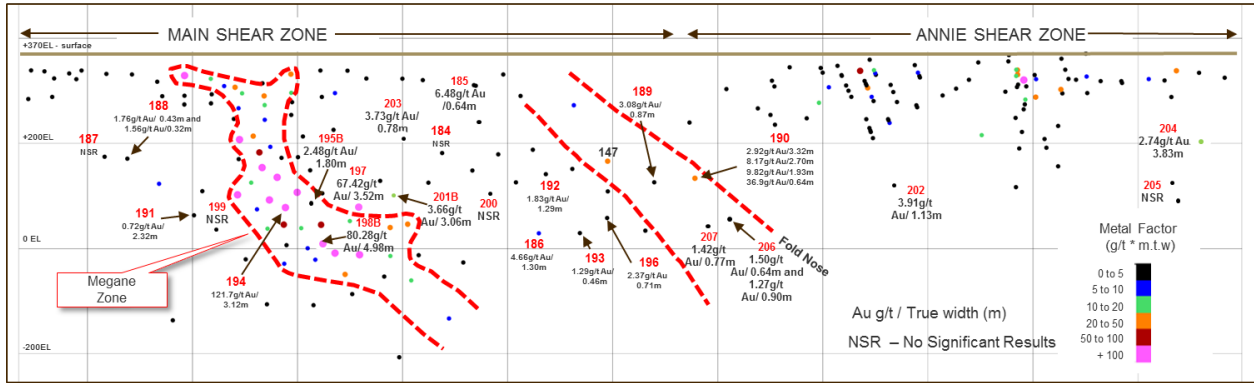 MAIN SHEAR ZONE
ANNIE SHEAR ZONE
+370EL - surface
185
6.48g/t Au
/0.64m
189
3.08g/t Au/
0.87m
188
1.76g/t Au/ 0.43m and
1.56g/t Au/0.32m
203
3.73g/t Au/
0.78m
184
NSR
187
NSR
+200EL
195B
2.48g/t Au/
1.80m
190
2.92g/t Au/3.32m
8.17g/t Au/2.70m
9.82g/t Au/1.93m
36.9g/t Au/0.64m
204
2.74g/t Au
3.83m
147
197
67.42g/t
Au/ 3.52m
192
1.83g/t Au/
1.29m
201B
3.66g/t
Au/ 3.06m
200
NSR
202
3.91g/t
Au/ 1.13m
205
NSR
191
0.72g/t Au/
2.32m
199
NSR
198B
80.28g/t
Au/ 4.98m
0 EL
186
4.66g/t Au/
1.30m
193
1.29g/t Au/
0.46m
196
2.37g/t Au
0.71m
207
1.42g/t
Au/ 0.77m
206
1.50g/t
Au/ 0.64m and
1.27g/t
Au/ 0.90m
Fold Nose
Megane
Zone
194
121.7g/t Au/
3.12m
Au g/t / True width (m)
NSR – No Significant Results
-200EL
Metal Factor
(g/t * m.t.w)
0 to 5
5 to 10
10 to 20
20 to 50
50 to 100
+ 100